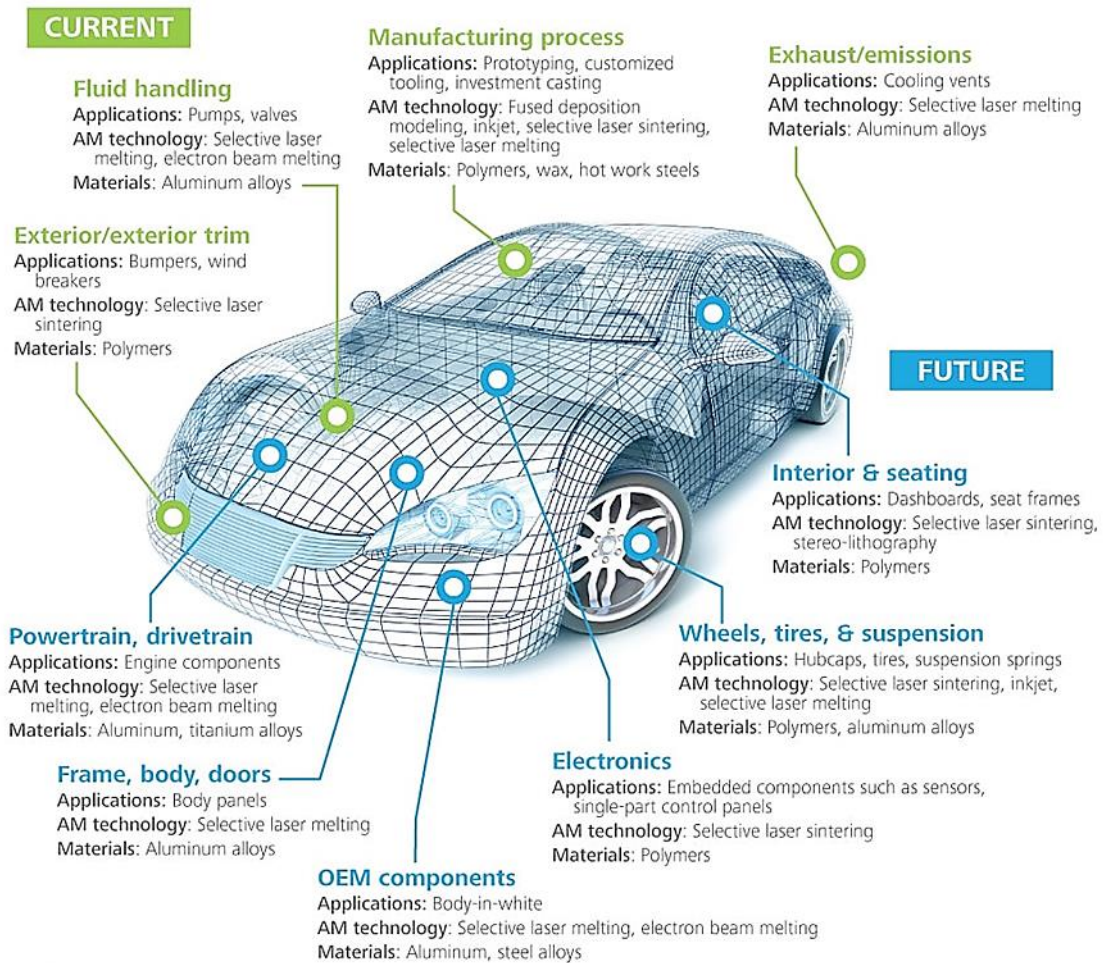 CURRENT
Fluid handling
Applications: Pumps, valves
AM technology: Selective laser
melting, electron beam melting
Materials: Aluminum alloys
Manufacturing process
Applications: Prototyping, customized
tooling, investment casting
AM technology: Fused deposition
modeling, inkjet, selective laser sintering,
selective laser melting
Materials: Polymers, wax, hot work steels
Exhaust/emissions
Applications: Cooling vents
AM technology: Selective laser melting
Materials: Aluminum alloys
Exterior/exterior trim
Applications: Bumpers, wind
breakers
AM technology: Selective laser
sintering
Materials: Polymers
FUTURE
Interior & seating
Applications: Dashboards, seat frames
AM technology: Selective laser sintering,
stereo-lithography
Materials: Polymers
Powertrain, drivetrain
Applications: Engine components
AM technology: Selective laser
melting, electron beam melting
Materials: Aluminum, titanium alloys
Wheels, tires, & suspension
Applications: Hubcaps, tires, suspension springs
AM technology: Selective laser sintering, inkjet,
selective laser melting
Materials: Polymers, aluminum alloys
Frame, body, doors
Applications: Body panels
AM technology: Selective laser melting
Materials: Aluminum alloys
Electronics
Applications: Embedded components such as sensors,
single-part control panels
AM technology: Selective laser sintering
Materials: Polymers
OEM components
Applications: Body-in-white
AM technology: Selective laser melting, electron beam melting
Materials: Aluminum, steel alloys